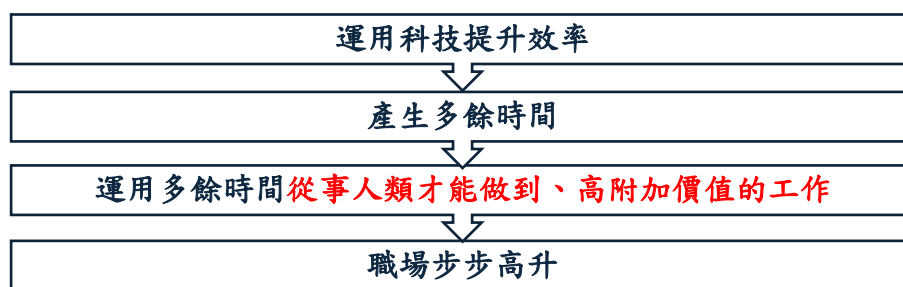 運用科技提升效率
產生多餘時間
運用多餘時間從事人類才能做到、高附加價值的工作
職場步步高升